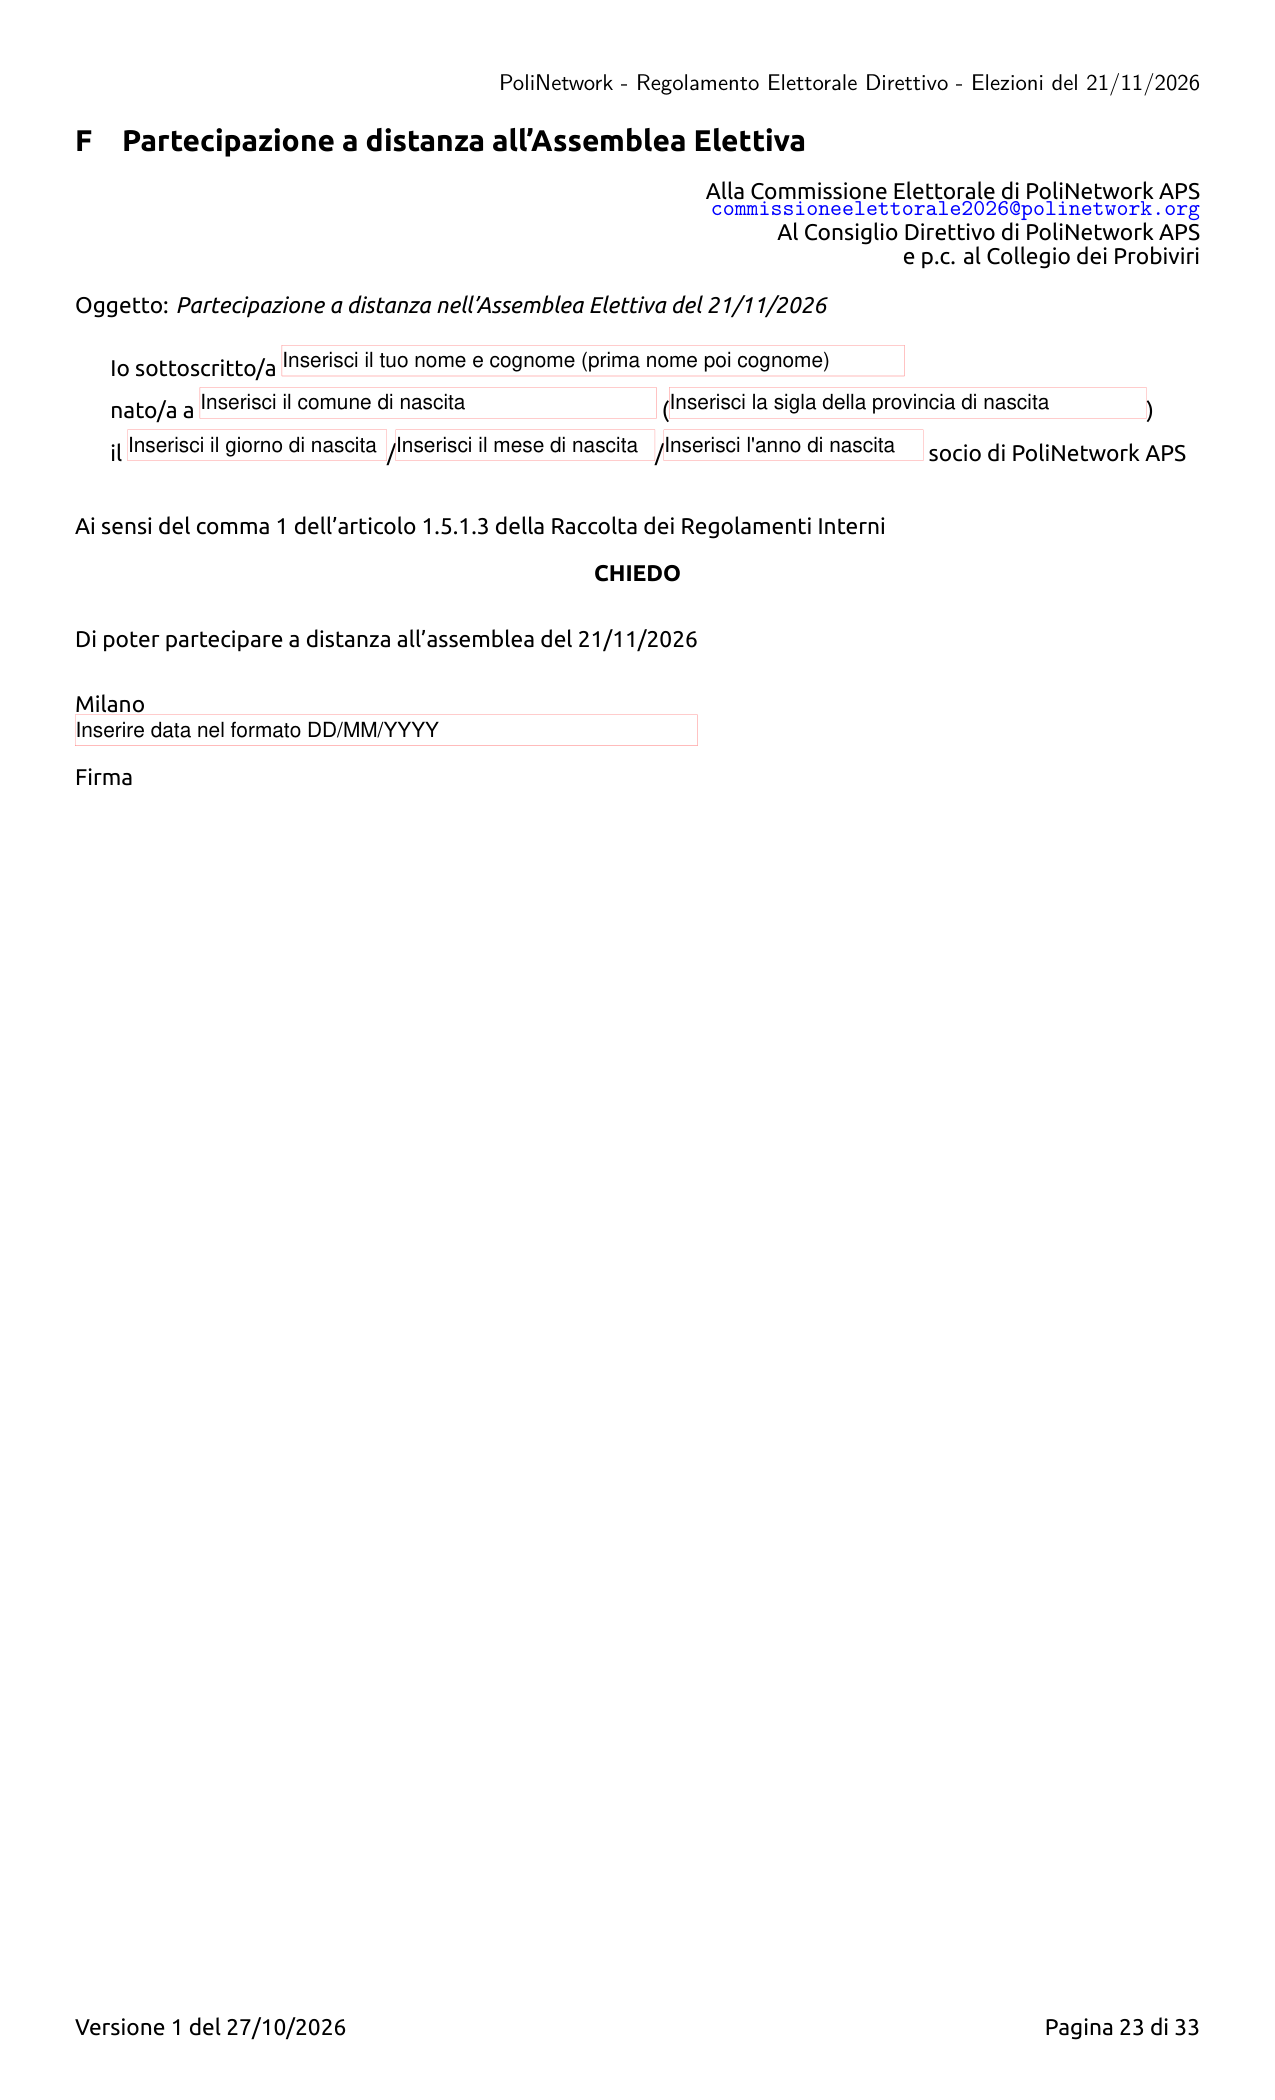 PoliNetwork - Regolamento Elettorale Direttivo - Elezioni del 21/11/2026
F Partecipazione a distanza all’Assemblea Elettiva
Alla Commissione Elettorale di PoliNetwork APS
commissioneelettorale2026@polinetwork.org
Al Consiglio Direttivo di PoliNetwork APS
e p.c. al Collegio dei Probiviri
Oggetto: Partecipazione a distanza nell’Assemblea Elettiva del 21/11/2026
Io sottoscritto/a Inserisci il tuo nome e cognome (prima nome poi cognome)
nato/a a Inserisci il comune di nascita (Inserisci la sigla della provincia di nascita)
il Inserisci il giorno di nascita /Inserisci il mese di nascita /Inserisci l'anno di nascita socio di PoliNetwork APS
Ai sensi del comma 1 dell’articolo 1.5.1.3 della Raccolta dei Regolamenti Interni
CHIEDO
Di poter partecipare a distanza all’assemblea del 21/11/2026
Milano
Inserire data nel formato DD/MM/YYYY
Firma
Versione 1 del 27/10/2026 Pagina 23 di 33